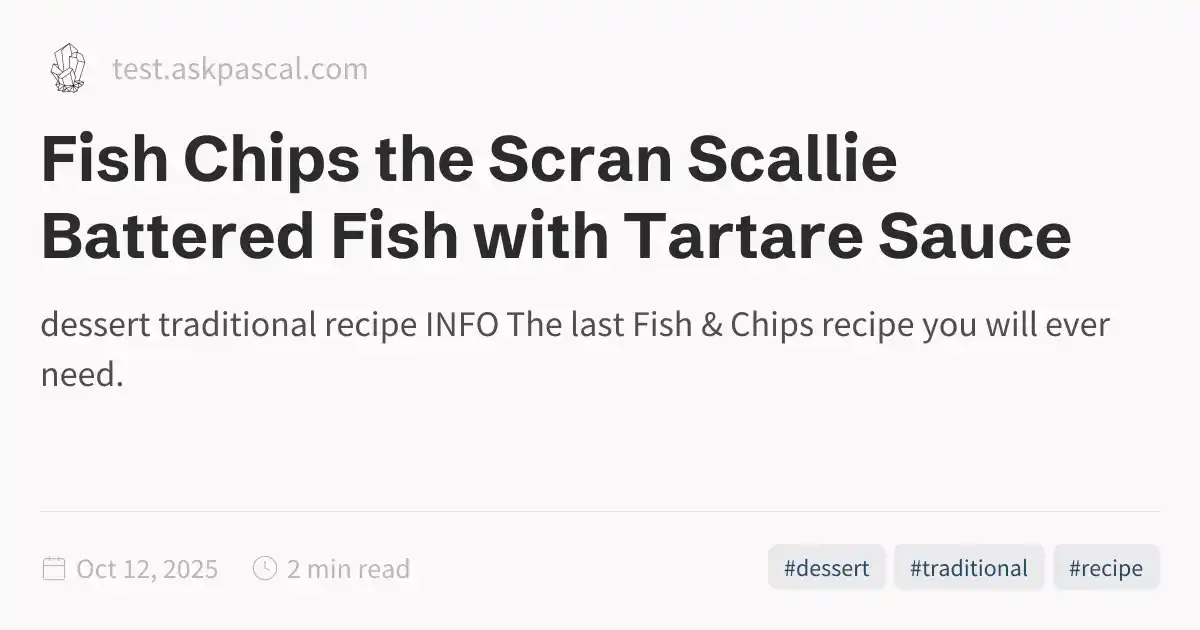 test.askpascal.com
Fish Chips the Scran Scallie
Battered Fish with Tartare Sauce
dessert traditional recipe INFO The last Fish & Chips recipe you will ever
need.
Oct 12, 2025 2 min read #dessert #traditional #recipe